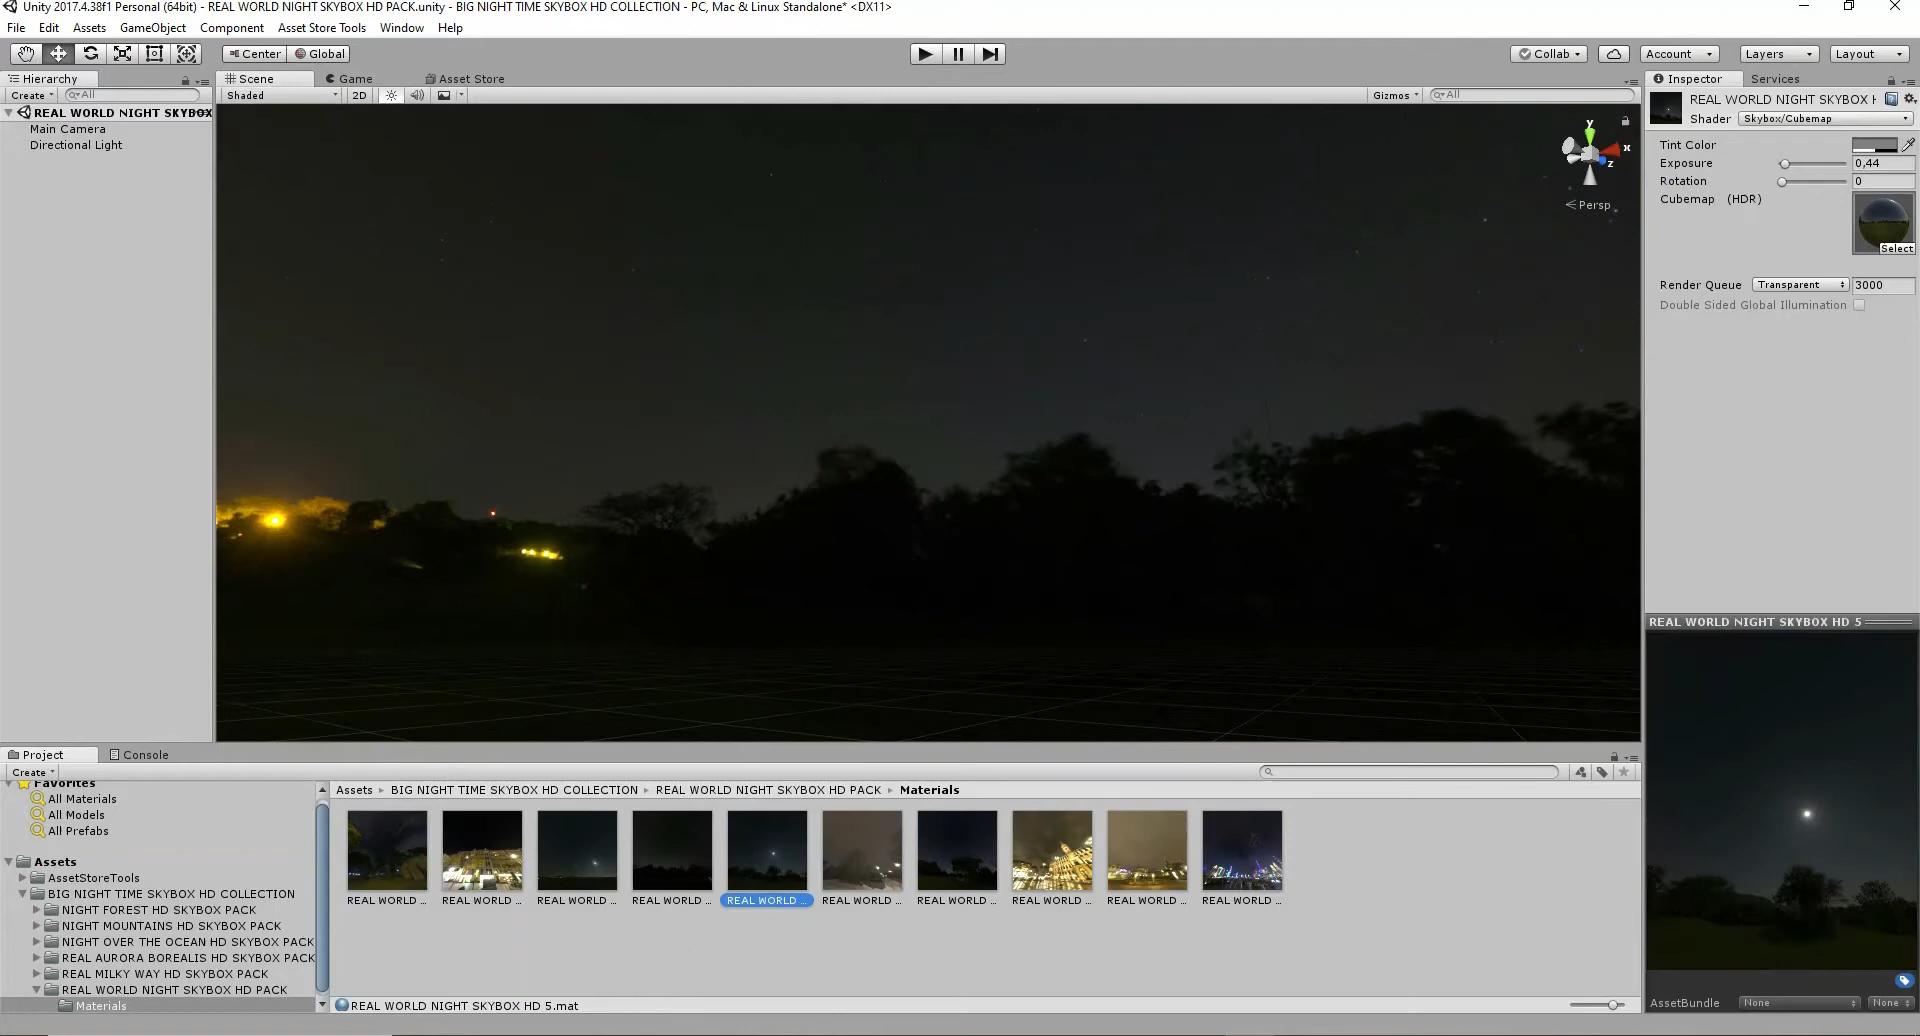 Unity 2017.4.38f1 Personal (64bit) - REAL WORLD NIGHT SKYBOX HD PACK.unity - BIG NIGHT TIME SKYBOX HD COLLECTION - PC, Mac & Linux Standalone* <DX11>
File Edit Assets GameObject Component Asset Store Tools Window Help
Center Global Collab Account Layers Layout
Hierarchy Scene Game Asset Store Inspector Services
Create All Shaded 2D Gizmos All
REAL WORLD NIGHT SKYBOX
Main Camera
Directional Light
y
x
z
Persp
REAL WORLD NIGHT SKYBOX H
Shader Skybox/Cubemap
Tint Color
Exposure 0,44
Rotation 0
Cubemap (HDR)
Select
Render Queue Transparent 3000
Double Sided Global Illumination
REAL WORLD NIGHT SKYBOX HD 5
AssetBundle None None
Project Console
Create
Favorites
All Materials
All Models
All Prefabs
Assets
AssetStoreTools
BIG NIGHT TIME SKYBOX HD COLLECTION
NIGHT FOREST HD SKYBOX PACK
NIGHT MOUNTAINS HD SKYBOX PACK
NIGHT OVER THE OCEAN HD SKYBOX PACK
REAL AURORA BOREALIS HD SKYBOX PACK
REAL MILKY WAY HD SKYBOX PACK
REAL WORLD NIGHT SKYBOX HD PACK
Materials
Assets BIG NIGHT TIME SKYBOX HD COLLECTION REAL WORLD NIGHT SKYBOX HD PACK Materials
REAL WORLD ... REAL WORLD ... REAL WORLD ... REAL WORLD ... REAL WORLD ... REAL WORLD ... REAL WORLD ... REAL WORLD ... REAL WORLD ... REAL WORLD ...
REAL WORLD NIGHT SKYBOX HD 5.mat